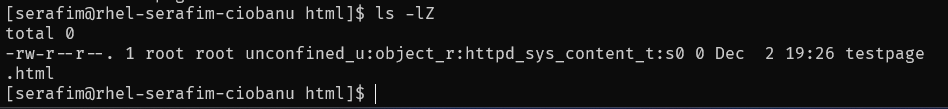 [serafim@rhel-serafim-ciobanu html]$ ls -lZ
total 0
-rw-r--r--. 1 root root unconfined_u:object_r:httpd_sys_content_t:s0 0 Dec  2 19:26 testpage
.html
[serafim@rhel-serafim-ciobanu html]$